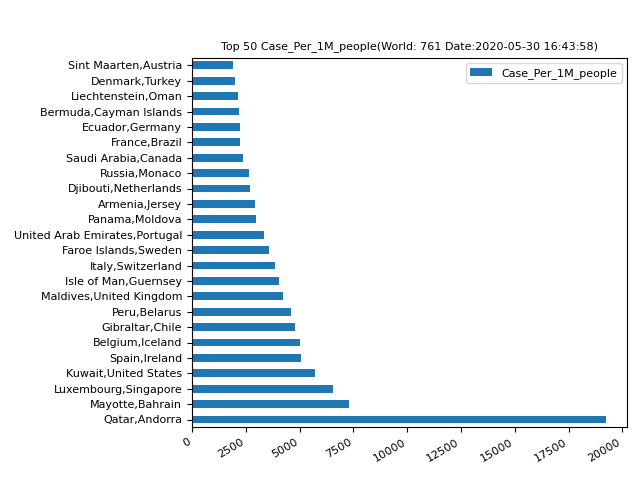 Top 50 Case_Per_1M_people(World: 761 Date:2020-05-30 16:43:58)
Case_Per_1M_people
Sint Maarten,Austria
Denmark,Turkey
Liechtenstein,Oman
Bermuda,Cayman Islands
Ecuador,Germany
France,Brazil
Saudi Arabia,Canada
Russia,Monaco
Djibouti,Netherlands
Armenia,Jersey
Panama,Moldova
United Arab Emirates,Portugal
Faroe Islands,Sweden
Italy,Switzerland
Isle of Man,Guernsey
Maldives,United Kingdom
Peru,Belarus
Gibraltar,Chile
Belgium,Iceland
Spain,Ireland
Kuwait,United States
Luxembourg,Singapore
Mayotte,Bahrain
Qatar,Andorra
0 2500 5000 7500 10000 12500 15000 17500 20000